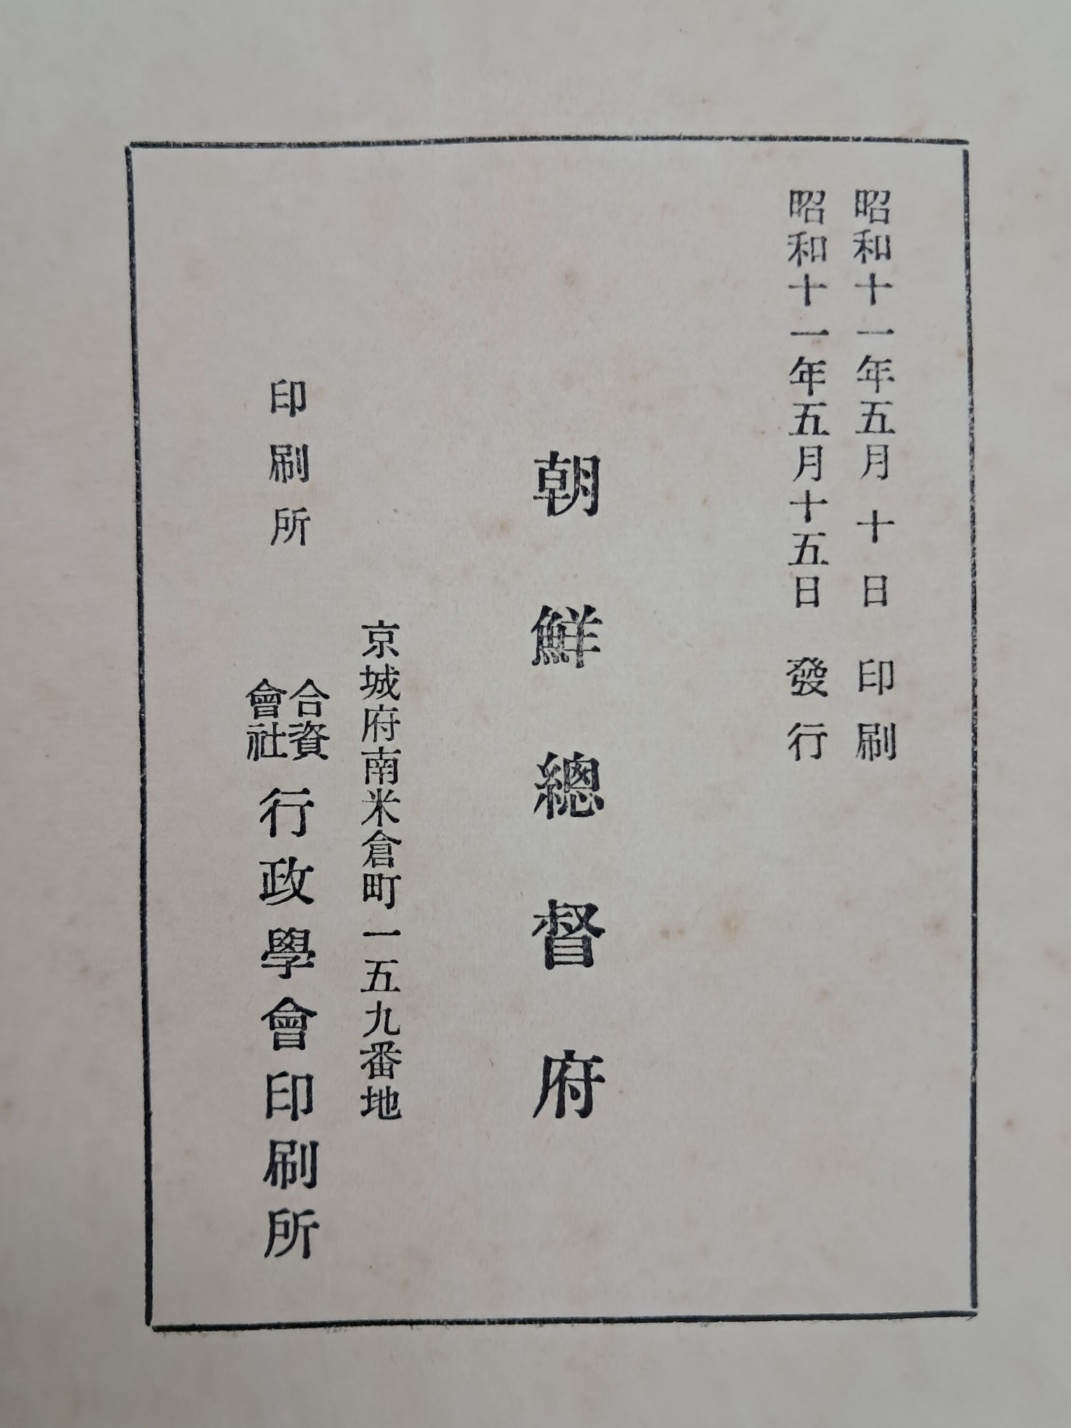 昭和十一年五月十日印刷
昭和十一年五月十五日發行
朝鮮總督府
京城府南米倉町一五九番地
印刷所 合資會社 行政學會印刷所